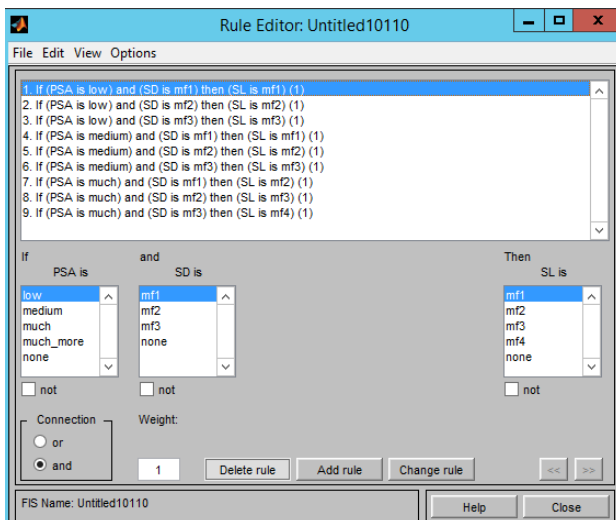 Rule Editor: Untitled10110
File Edit View Options
1. If (PSA is low) and (SD is mf1) then (SL is mf1) (1)
2. If (PSA is low) and (SD is mf2) then (SL is mf2) (1)
3. If (PSA is low) and (SD is mf3) then (SL is mf3) (1)
4. If (PSA is medium) and (SD is mf1) then (SL is mf1) (1)
5. If (PSA is medium) and (SD is mf2) then (SL is mf2) (1)
6. If (PSA is medium) and (SD is mf3) then (SL is mf3) (1)
7. If (PSA is much) and (SD is mf1) then (SL is mf2) (1)
8. If (PSA is much) and (SD is mf2) then (SL is mf3) (1)
9. If (PSA is much) and (SD is mf3) then (SL is mf4) (1)
If and Then
PSA is SD is SL is
low mf1 mf1
medium mf2 mf2
much mf3 mf3
much_more none mf4
none none
not not not
Connection Weight:
or
and 1 Delete rule Add rule Change rule << >>
FIS Name: Untitled10110 Help Close